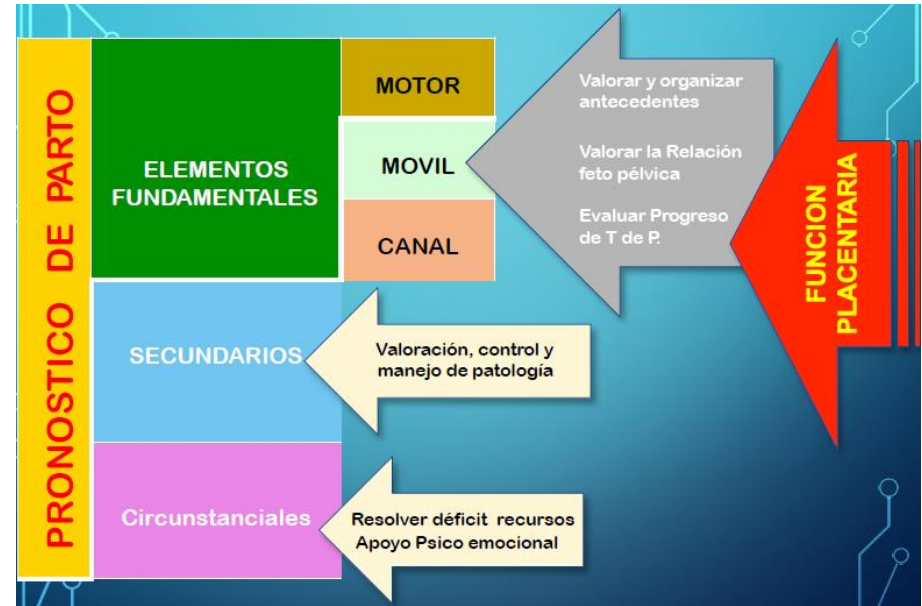 PRONOSTICO DE PARTO
ELEMENTOS
FUNDAMENTALES
MOTOR
MOVIL
CANAL
Valorar y organizar
antecedentes
Valorar la Relación
feto pélvica
Evaluar Progreso
de T de P.
FUNCION
PLACENTARIA
SECUNDARIOS
Valoración, control y
manejo de patología
Circunstanciales
Resolver déficit recursos
Apoyo Psico emocional